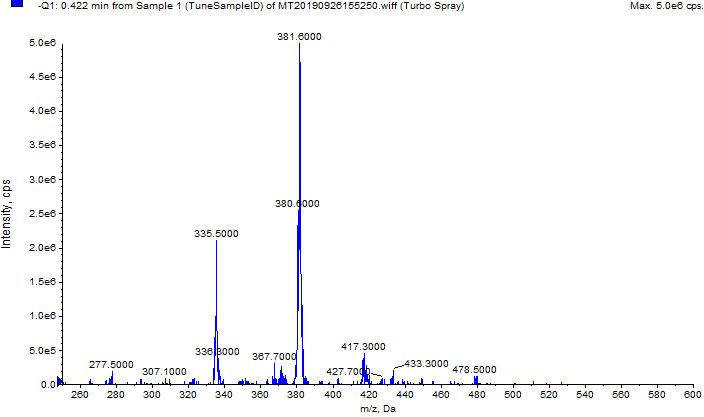 -Q1: 0.422 min from Sample 1 (TuneSampleID) of MT20190926155250.wiff (Turbo Spray) Max. 5.0e6 cps.
381.6000
5.0e6
4.5e6
4.0e6
3.5e6
3.0e6
380.6000
2.5e6
335.5000
2.0e6
1.5e6
1.0e6
417.3000
336.3000
367.7000
433.3000
5.0e5
277.5000
307.1000
427.700
478.5000
0.0
Intensity, cps
260 280 300 320 340 360 380 400 420 440 460 480 500 520 540 560 580 600
m/z, Da